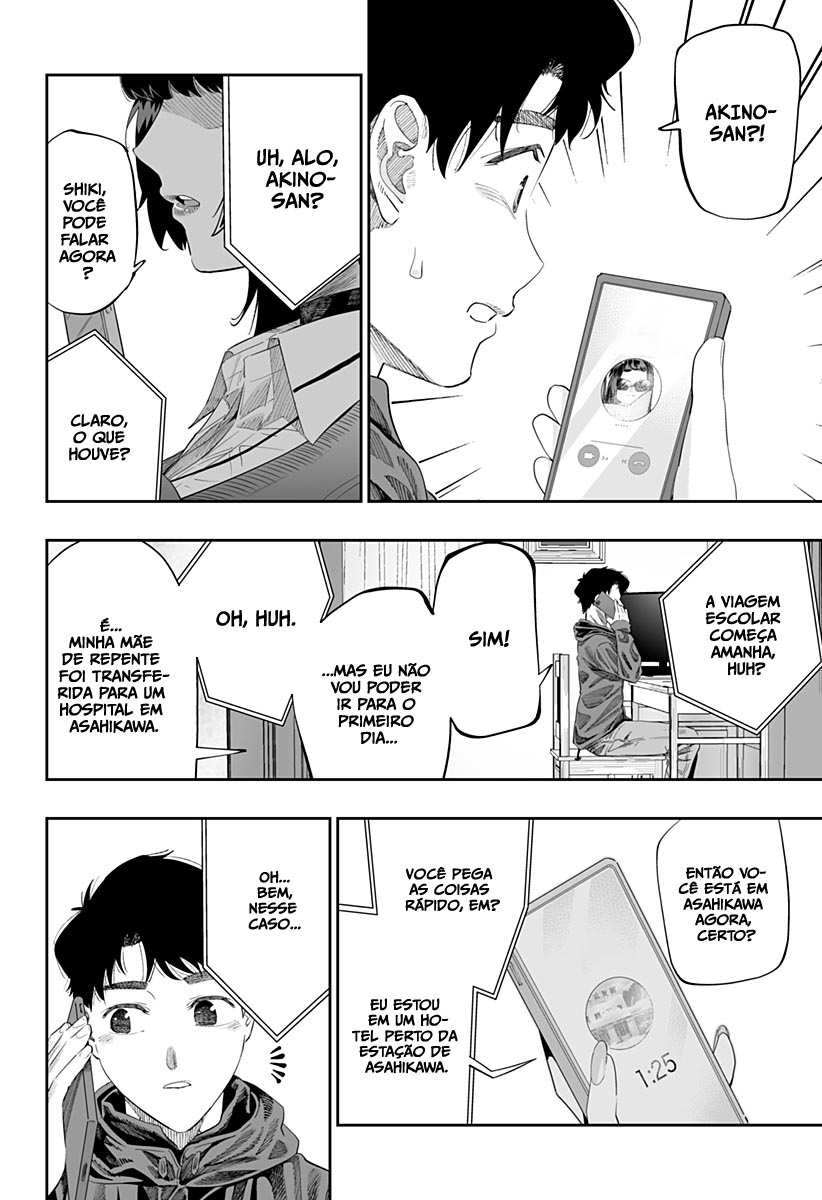 AKINO-
SAN?!
UH, ALO,
AKINO-
SAN?
SHIKI,
VOCÊ
PODE
FALAR
AGORA
?
CLARO,
O QUE
HOUVE?
A VIAGEM
ESCOLAR
COMEÇA
AMANHA,
HUH?
SIM!
...MAS EU NÃO
VOU PODER
IR PARA O
PRIMEIRO
DIA...
OH, HUH.
É...
MINHA MÃE
DE REPENTE
FOI TRANSFE-
RIDA PARA UM
HOSPITAL EM
ASAHIKAWA.
ENTÃO VO-
CÊ ESTÁ EM
ASAHIKAWA
AGORA,
CERTO?
VOCÊ PEGA
AS COISAS
RÁPIDO, EM?
EU ESTOU
EM UM HO-
TEL PERTO DA
ESTAÇÃO DE
ASAHIKAWA.
1:25
OH...
BEM,
NESSE
CASO...